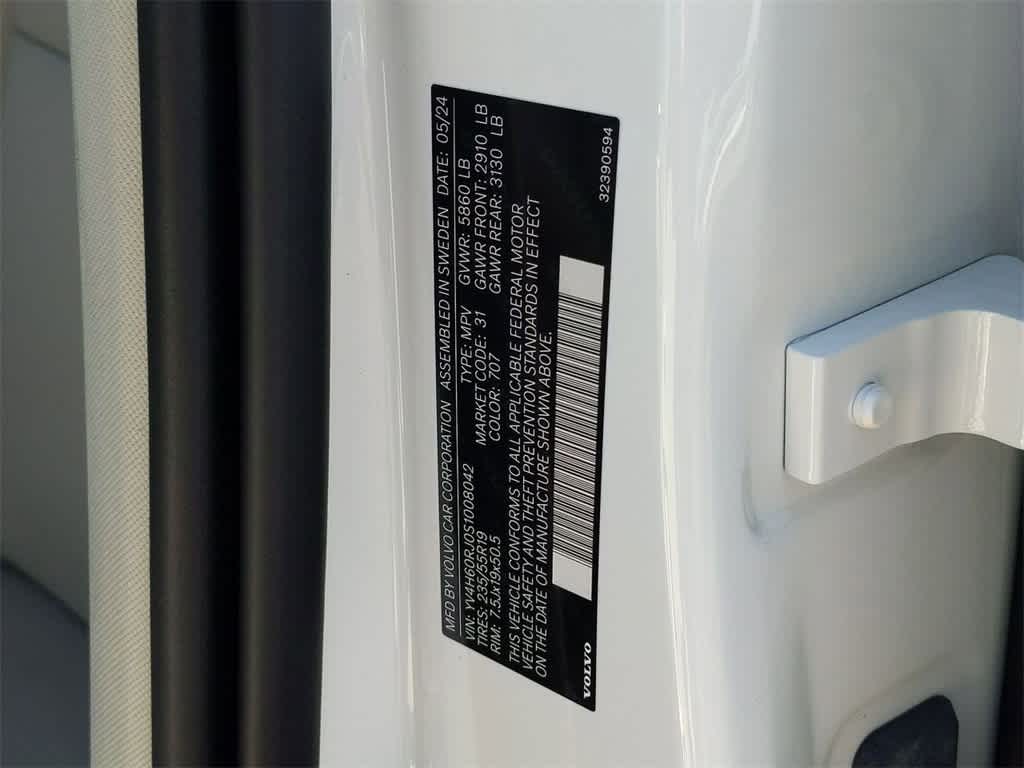 MFD BY VOLVO CAR CORPORATION ASSEMBLED IN SWEDEN DATE: 05/24
VIN: YV4H60RJ0S1008042 TYPE: MPV GVWR: 5860 LB
TIRES: 235/55R19 MARKET CODE: 31 GAWR FRONT: 2910 LB
RIM: 7.5Jx19x50.5 COLOR: 707 GAWR REAR: 3130 LB
THIS VEHICLE CONFORMS TO ALL APPLICABLE FEDERAL MOTOR
VEHICLE SAFETY AND THEFT PREVENTION STANDARDS IN EFFECT
ON THE DATE OF MANUFACTURE SHOWN ABOVE.
VOLVO 32390594